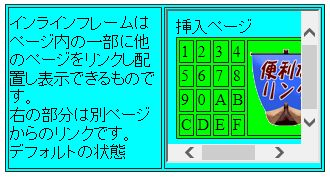 インラインフレームは
ページ内の一部に他
のページをリンクし配
置し表示できるもので
す。
右の部分は別ページ
からのリンクです。
デフォルトの状態
挿入ページ
1 2 3 4
5 6 7 8
9 0 A B
C D E F
便利な
リンク